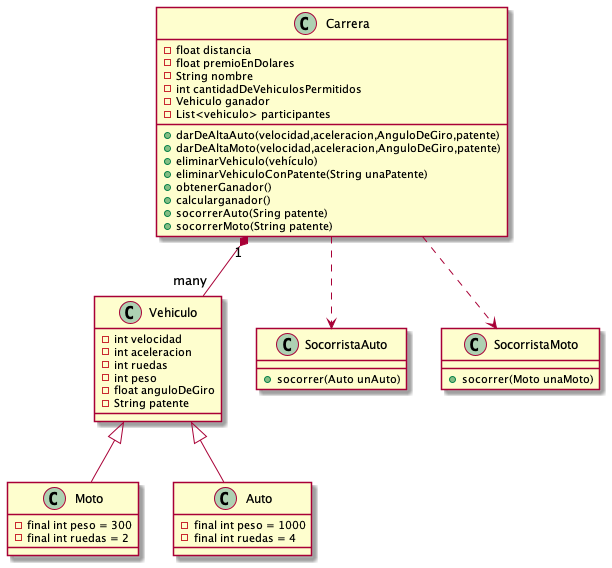 C Carrera
float distancia
float premioEnDolares
String nombre
int cantidadDeVehiculosPermitidos
Vehiculo ganador
List<vehiculo> participantes
darDeAltaAuto(velocidad,aceleracion,AnguloDeGiro,patente)
darDeAltaMoto(velocidad,aceleracion,AnguloDeGiro,patente)
eliminarVehiculo(vehículo)
eliminarVehiculoConPatente(String unaPatente)
obtenerGanador()
calcularganador()
socorrerAuto(Sring patente)
socorrerMoto(String patente)
1
many
C Vehiculo
int velocidad
int aceleracion
int ruedas
int peso
float anguloDeGiro
String patente
C SocorristaAuto
socorrer(Auto unAuto)
C SocorristaMoto
socorrer(Moto unaMoto)
C Moto
final int peso = 300
final int ruedas = 2
C Auto
final int peso = 1000
final int ruedas = 4